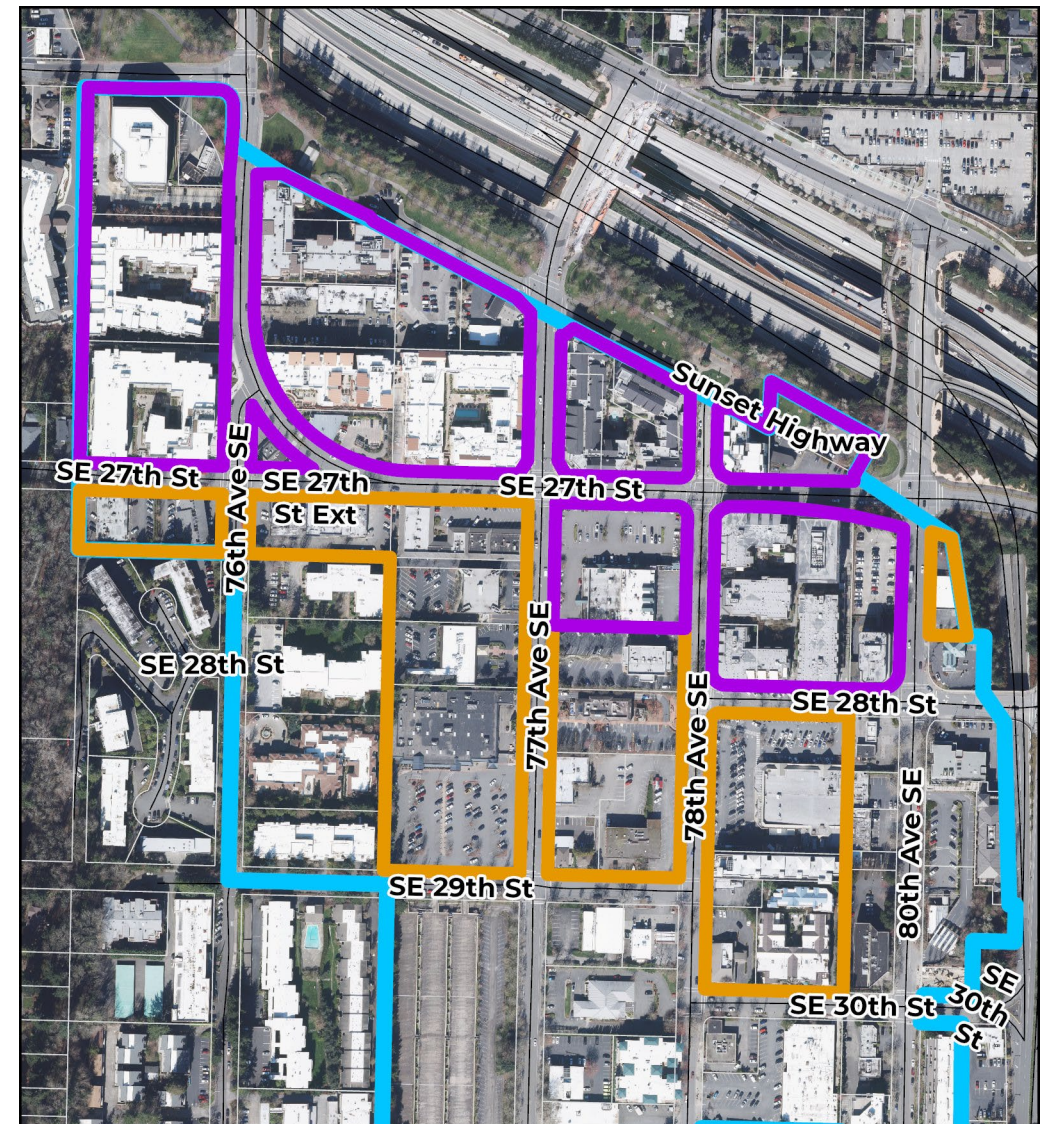 Sunset Highway
76th Ave SE
SE 27th St
SE 27th
St Ext
SE 27th St
SE 28th St
77th Ave SE
78th Ave SE
SE 28th St
80th Ave SE
SE 29th St
SE 30th St
SE
30th
St